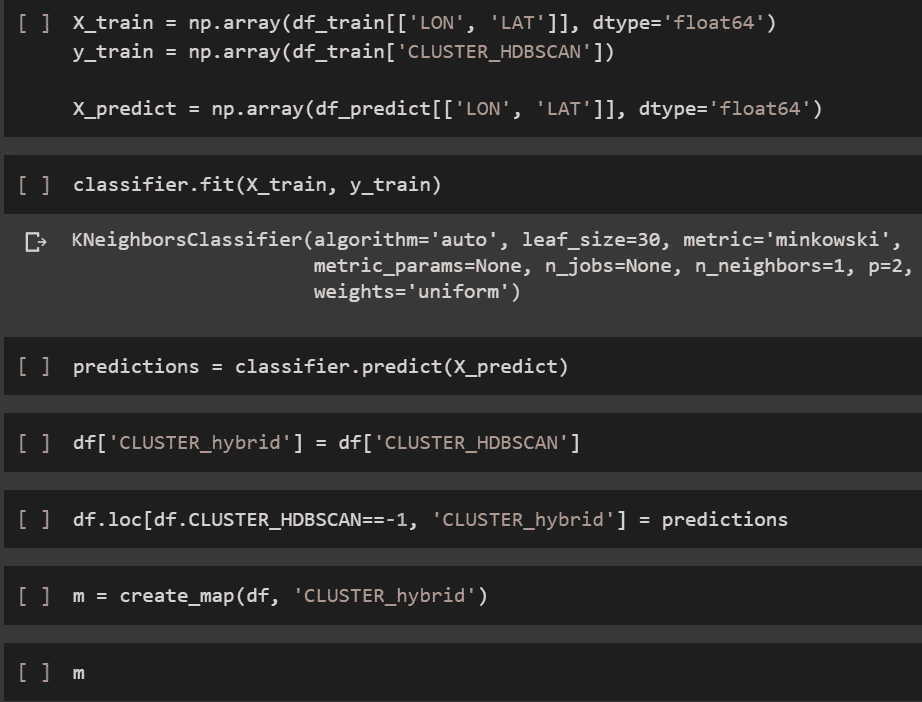 [ ] X_train = np.array(df_train[['LON', 'LAT']], dtype='float64')
y_train = np.array(df_train['CLUSTER_HDBSCAN'])
X_predict = np.array(df_predict[['LON', 'LAT']], dtype='float64')
[ ] classifier.fit(X_train, y_train)
KNeighborsClassifier(algorithm='auto', leaf_size=30, metric='minkowski',
metric_params=None, n_jobs=None, n_neighbors=1, p=2,
weights='uniform')
[ ] predictions = classifier.predict(X_predict)
[ ] df['CLUSTER_hybrid'] = df['CLUSTER_HDBSCAN']
[ ] df.loc[df.CLUSTER_HDBSCAN==-1, 'CLUSTER_hybrid'] = predictions
[ ] m = create_map(df, 'CLUSTER_hybrid')
[ ] m